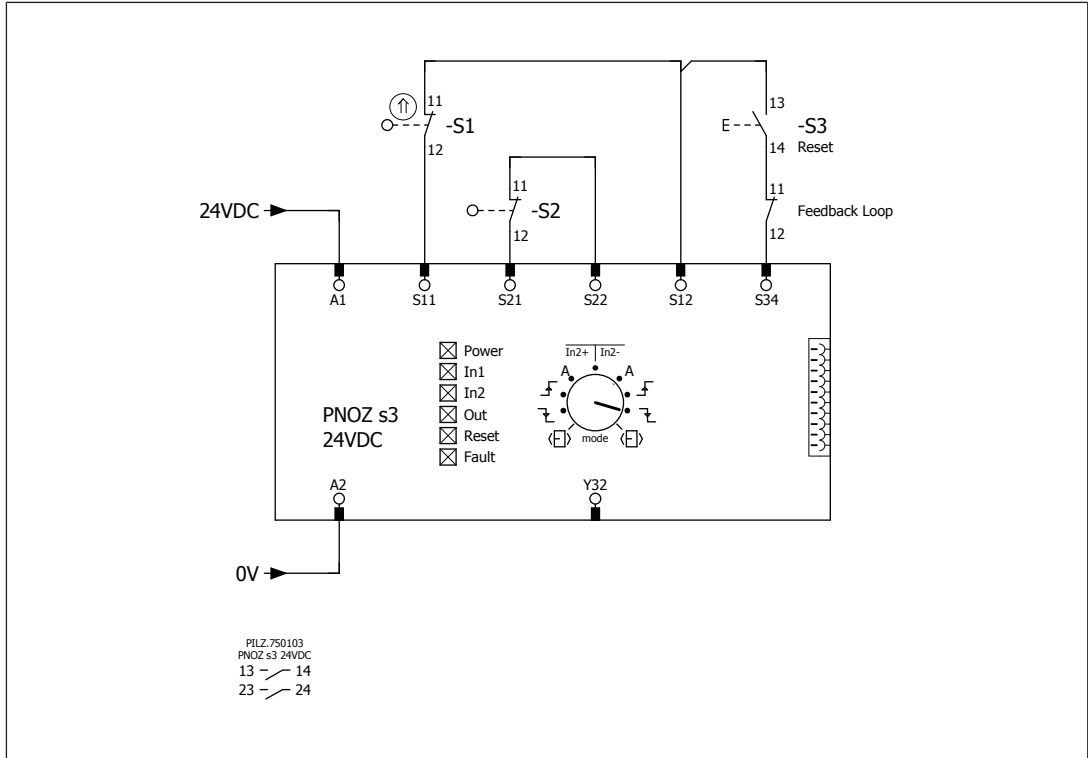 11
13
-S1
E
-S3
12
14 Reset
11
11
24VDC
-S2
Feedback Loop
12
12
A1 S11 S21 S22 S12 S34
Power
In2+ In2-
In1
A A
In2
PNOZ s3
Out
24VDC
Reset
mode
Fault
A2
Y32
0V
PILZ.750103
PNOZ s3 24VDC
13 14
23 24